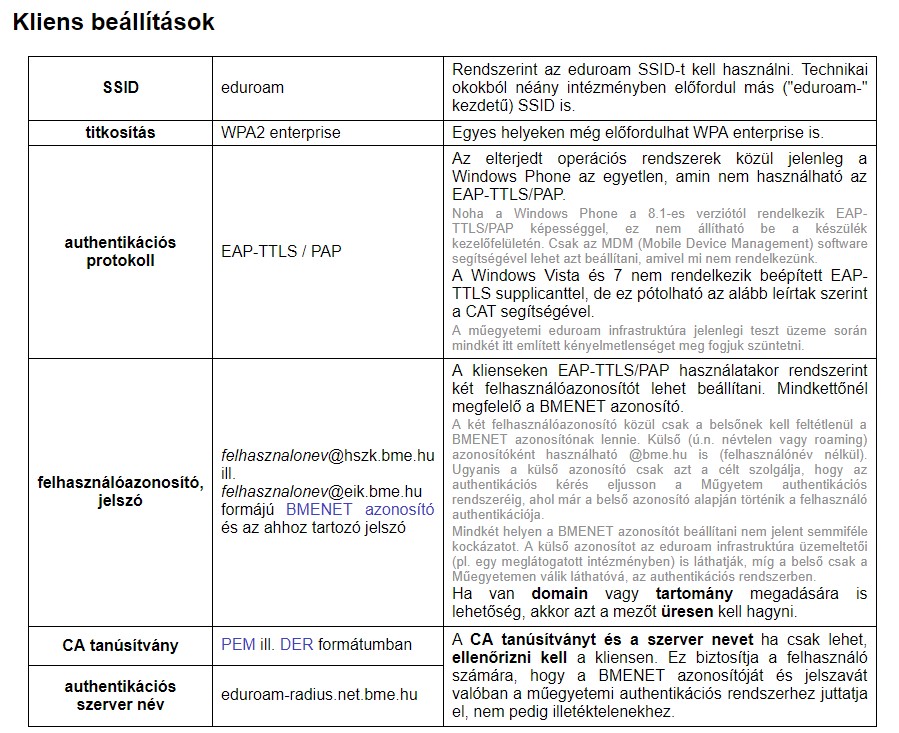 Kliens beállítások
SSID
eduroam
Rendszerint az eduroam SSID-t kell használni. Technikai
okokból néány intézményben előfordul más ("eduroam-"
kezdetű) SSID is.
titkosítás
WPA2 enterprise
Egyes helyeken még előfordulhat WPA enterprise is.
authentikációs
protokoll
EAP-TTLS / PAP
Az elterjedt operációs rendszerek közül jelenleg a
Windows Phone az egyetlen, amin nem használható az
EAP-TTLS/PAP.
Noha a Windows Phone a 8.1-es verziótól rendelkezik EAP-
TTLS/PAP képességgel, ez nem állítható be a készülék
kezelőfelületén. Csak az MDM (Mobile Device Management) software
segítségével lehet azt beállítani, amivel mi nem rendelkezünk.
A Windows Vista és 7 nem rendelkezik beépített EAP-
TTLS supplicanttel, de ez pótolható az alább leírtak szerint
a CAT segítségével.
A műegyetemi eduroam infrastruktúra jelenlegi teszt üzeme során
mindkét itt említett kényelmetlenséget meg fogjuk szüntetni.
felhasználóazonosító,
jelszó
felhasznalonev@hszk.bme.hu
ill.
felhasznalonev@eik.bme.hu
formájú BMENET azonosító
és az ahhoz tartozó jelszó
A klienseken EAP-TTLS/PAP használatakor rendszerint
két felhasználóazonosítót lehet beállítani. Mindkettőnél
megfelelő a BMENET azonosító.
A két felhasználóazonosító közül csak a belsőnek kell feltétlenül a
BMENET azonosítónak lennie. Külső (ú.n. névtelen vagy roaming)
azonosítóként használható @bme.hu is (felhasználónév nélkül).
Ugyanis a külső azonosító csak azt a célt szolgálja, hogy az
authentikációs kérés eljusson a Műgyetem authentikációs
rendszeréig, ahol már a belső azonosító alapján történik a felhasználó
authentikációja.
Mindkét helyen a BMENET azonosítót beállítani nem jelent semmiféle
kockázatot. A külső azonosítot az eduroam infrastruktúra üzemeltetői
(pl. egy meglátogatott intézményben) is láthatják, míg a belső csak a
Műegyetemen válik láthatóvá, az authentikációs rendszerben.
Ha van domain vagy tartomány megadására is
lehetőség, akkor azt a mezőt üresen kell hagyni.
CA tanúsítvány
PEM ill. DER formátumban
A CA tanúsítványt és a szerver nevet ha csak lehet,
ellenőrizni kell a kliensen. Ez biztosítja a felhasználó
számára, hogy a BMENET azonosítóját és jelszavát
valóban a műegyetemi authentikációs rendszerhez juttatja
el, nem pedig illetéktelenekhez.
authentikációs
szerver név
eduroam-radius.net.bme.hu